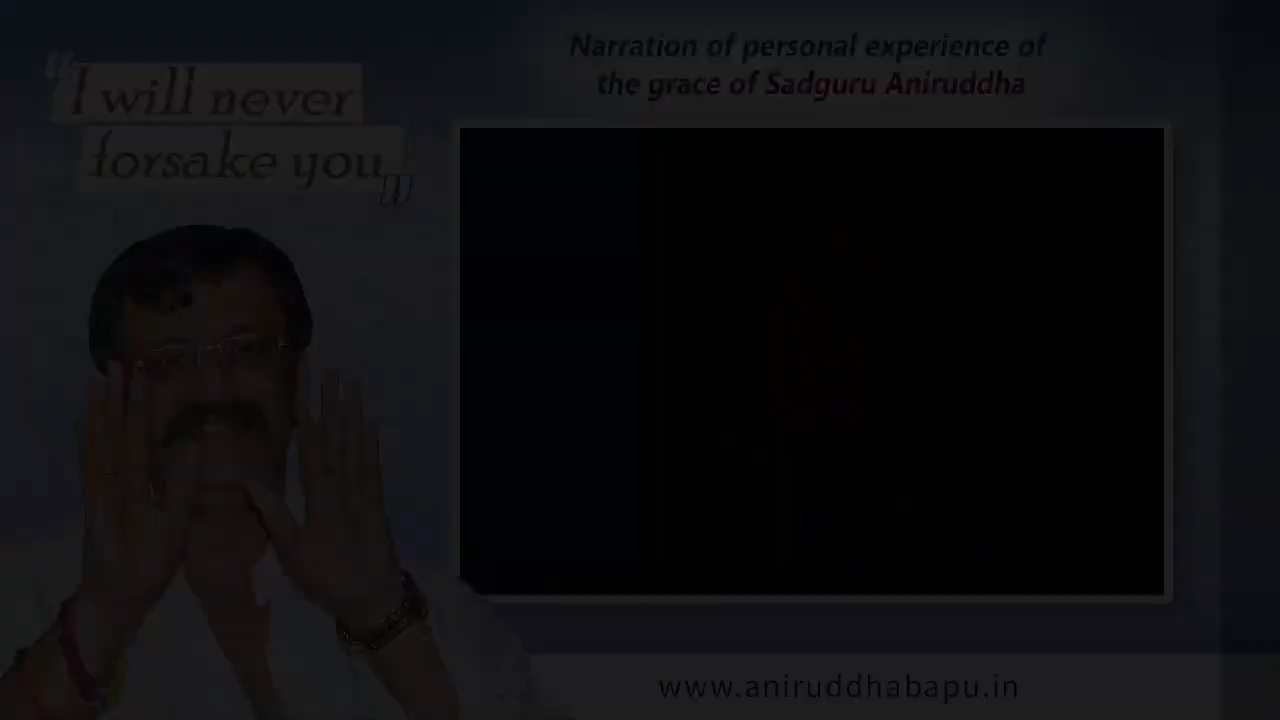 "I will never
forsake you"
Narration of personal experience of
the grace of Sadguru Aniruddha
www.aniruddhabapu.in